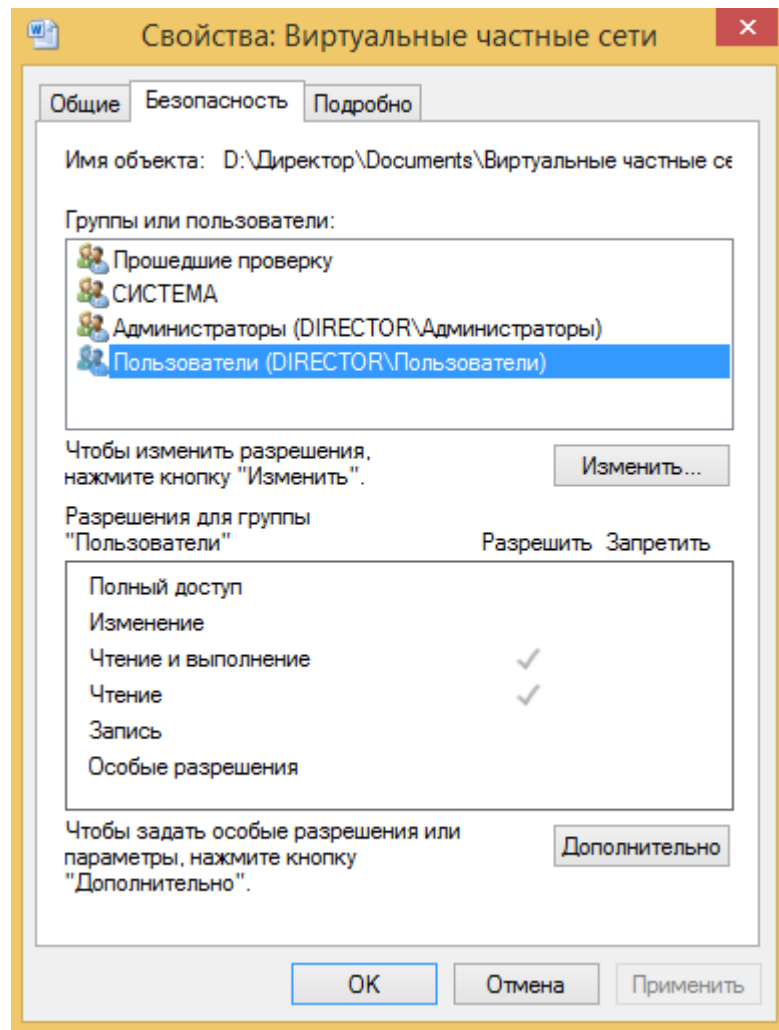 Свойства: Виртуальные частные сети
Общие Безопасность Подробно
Имя объекта: D:\Директор\Documents\Виртуальные частные се
Группы или пользователи:
Прошедшие проверку
СИСТЕМА
Администраторы (DIRECTOR\Администраторы)
Пользователи (DIRECTOR\Пользователи)
Чтобы изменить разрешения,
нажмите кнопку "Изменить".
Изменить...
Разрешения для группы
"Пользователи"
Разрешить Запретить
Полный доступ
Изменение
Чтение и выполнение
Чтение
Запись
Особые разрешения
Чтобы задать особые разрешения или
параметры, нажмите кнопку
"Дополнительно".
Дополнительно
ОК Отмена Применить